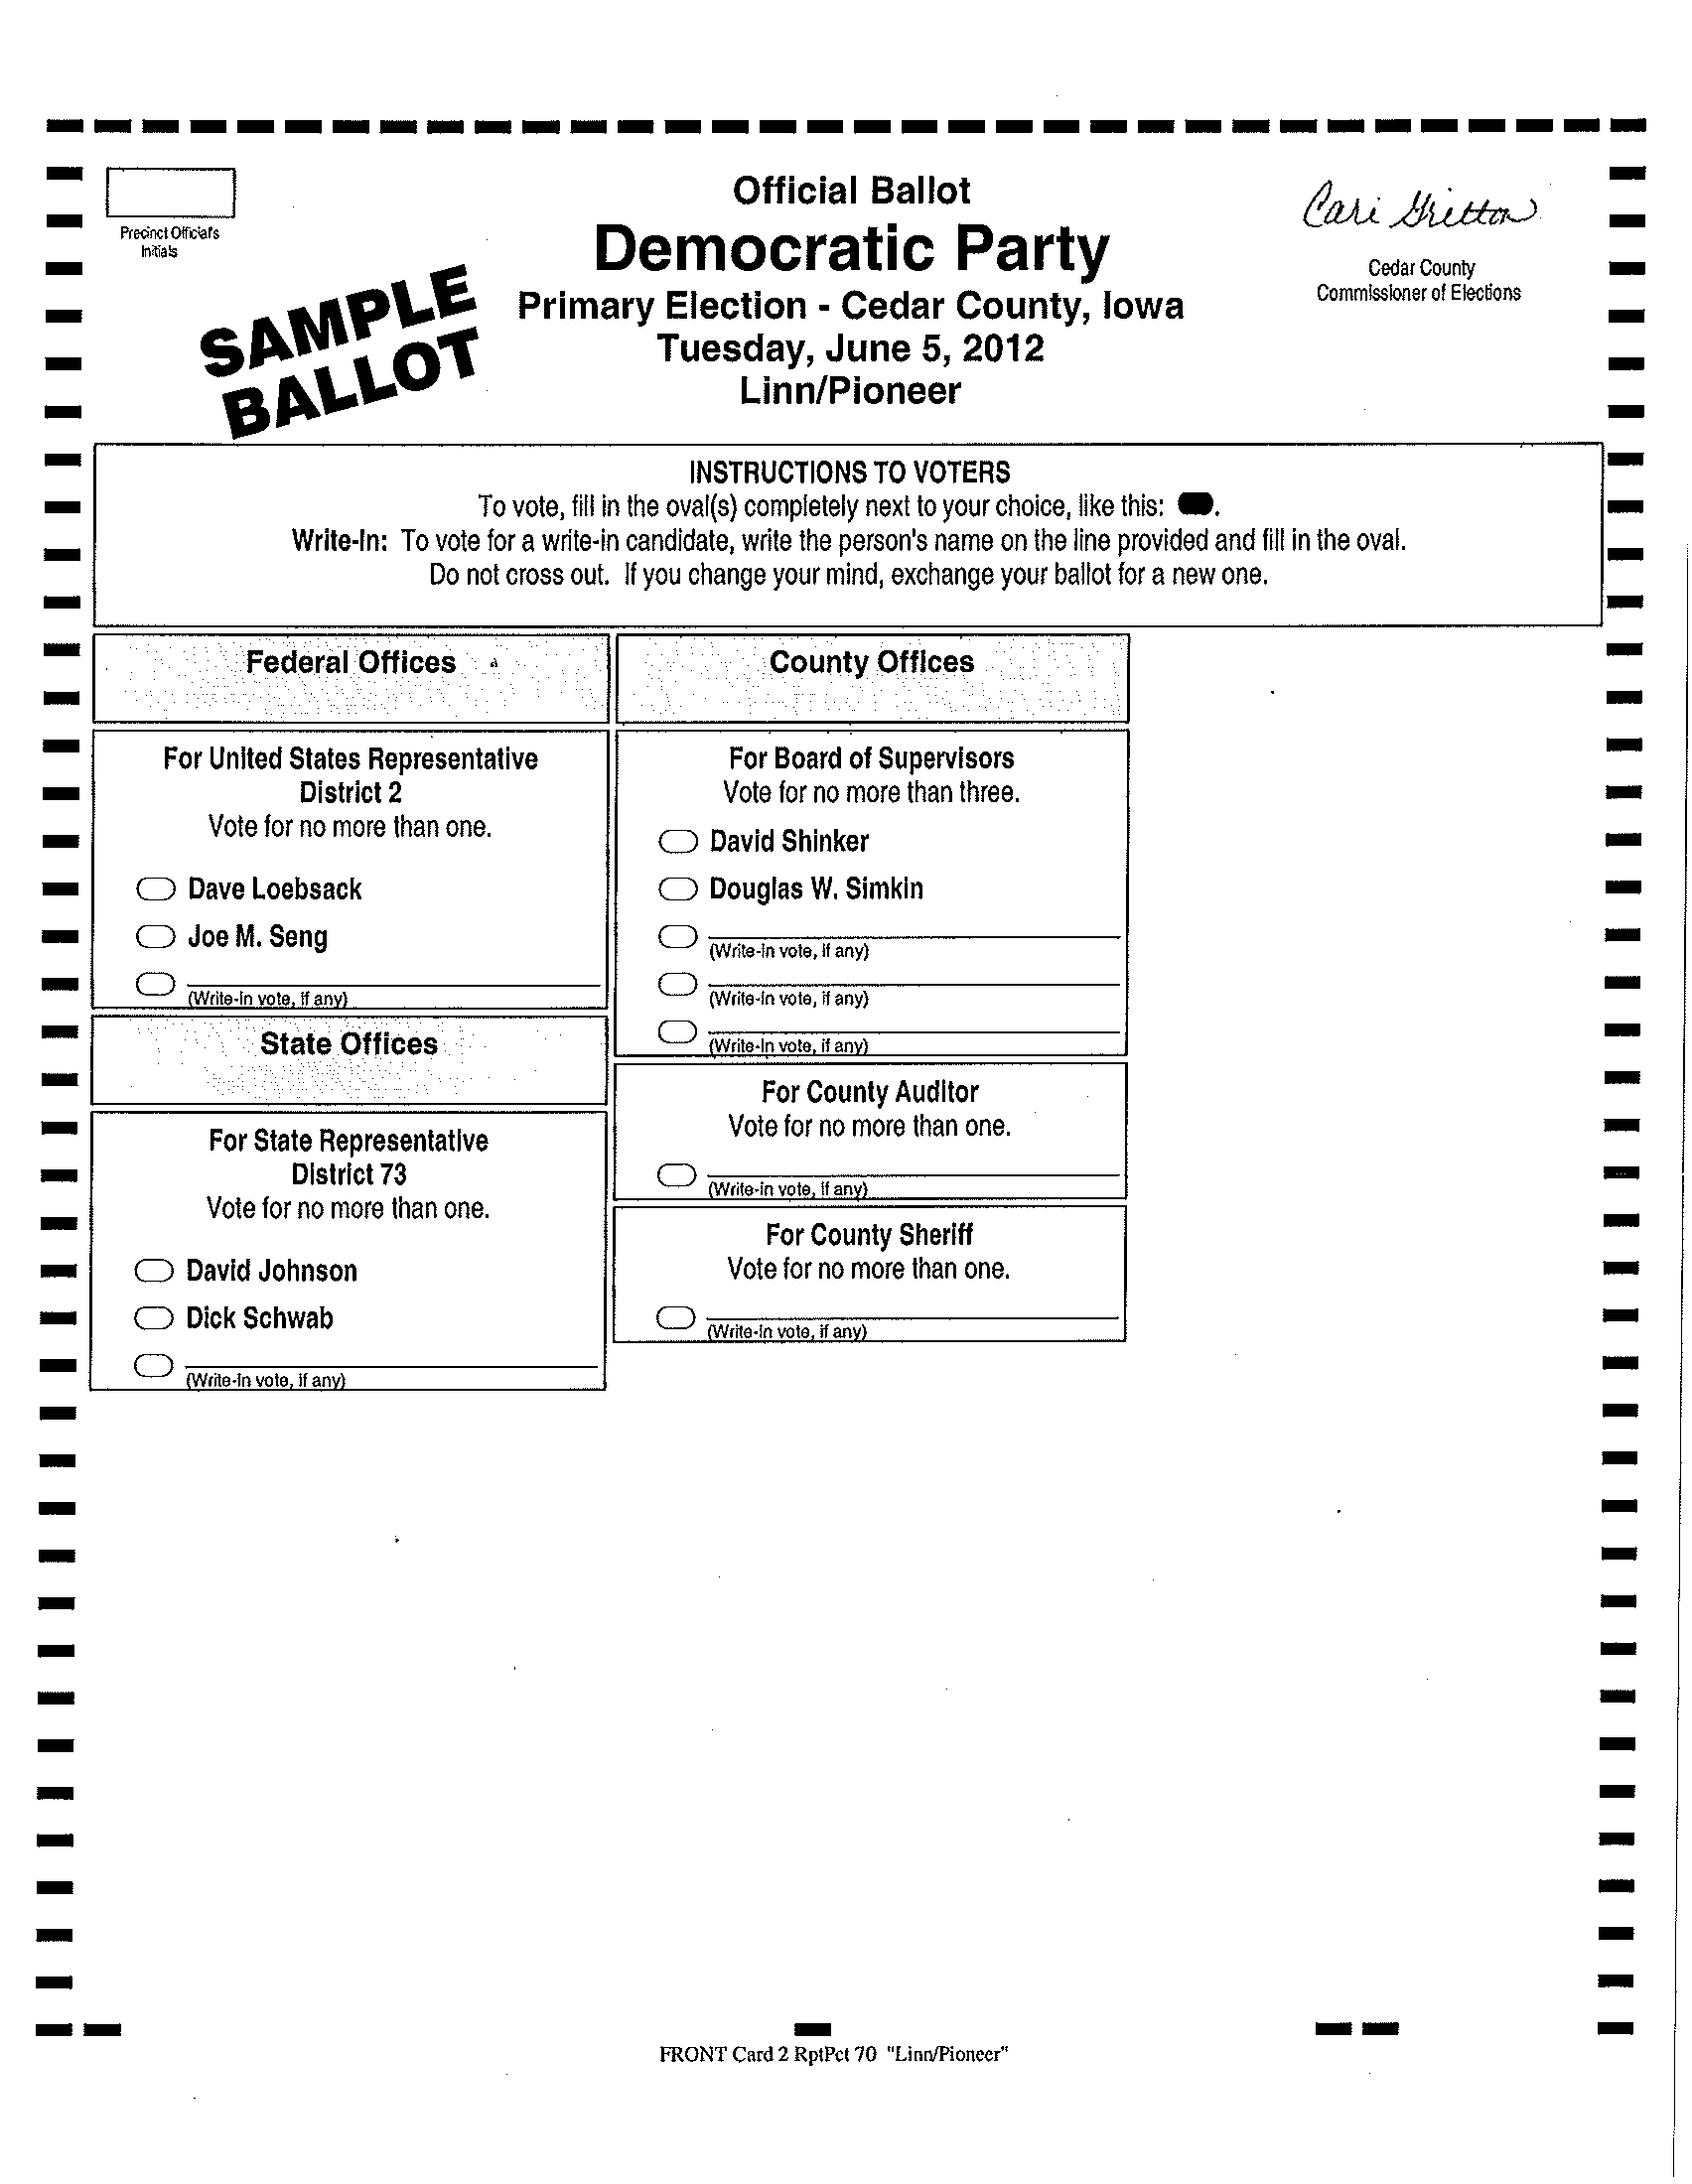 Official Ballot
Democratic Party
Primary Election - Cedar County, Iowa
Tuesday, June 5, 2012
Linn/Pioneer
Precinct Official's
Initials
SAMPLE
BALLOT
Cari Gritton
Cedar County
Commissioner of Elections
INSTRUCTIONS TO VOTERS
To vote, fill in the oval(s) completely next to your choice, like this: .
Write-In: To vote for a write-in candidate, write the person's name on the line provided and fill in the oval.
Do not cross out. If you change your mind, exchange your ballot for a new one.
Federal Offices
For United States Representative
District 2
Vote for no more than one.
Dave Loebsack
Joe M. Seng
(Write-in vote, if any)
State Offices
For State Representative
District 73
Vote for no more than one.
David Johnson
Dick Schwab
(Write-in vote, if any)
County Offices
For Board of Supervisors
Vote for no more than three.
David Shinker
Douglas W. Simkin
(Write-in vote, if any)
(Write-in vote, if any)
(Write-in vote, if any)
For County Auditor
Vote for no more than one.
(Write-in vote, if any)
For County Sheriff
Vote for no more than one.
(Write-in vote, if any)
FRONT Card 2 RptPct 70 "Linn/Pioneer"